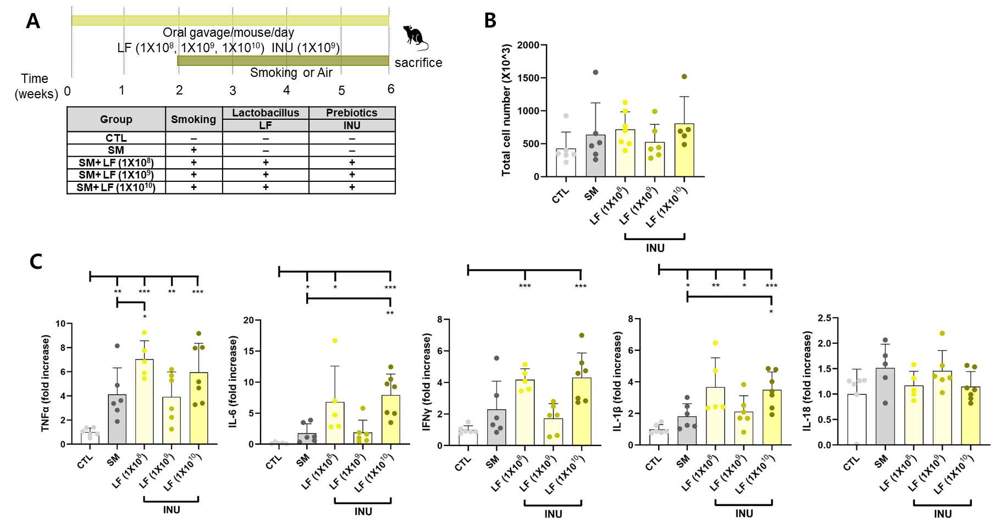 A
Oral gavage/mouse/day
LF (1X10⁸, 1X10⁹, 1X10¹⁰) INU (1X10⁹)
sacrifice
Smoking or Air
Time
(weeks)
0 1 2 3 4 5 6
Group Smoking Lactobacillus Prebiotics
LF INU
CTL – – –
SM + – –
SM+ LF (1X10⁸) + + +
SM+ LF (1X10⁹) + + +
SM+ LF (1X10¹⁰) + + +
B
Total cell number (X10^3)
2000
1500
1000
500
0
CTL SM LF (1X10⁸) LF (1X10⁹) LF (1X10¹⁰)
INU
C
** *** ** ***
*
TNFα (fold increase)
10
8
6
4
2
0
CTL SM LF (1X10⁸) LF (1X10⁹) LF (1X10¹⁰)
INU
* * ***
**
IL-6 (fold increase)
20
15
10
5
0
CTL SM LF (1X10⁸) LF (1X10⁹) LF (1X10¹⁰)
INU
*** ***
IFNγ (fold increase)
8
6
4
2
0
CTL SM LF (1X10⁸) LF (1X10⁹) LF (1X10¹⁰)
INU
* ** * ***
*
IL-1β (fold increase)
8
6
4
2
0
CTL SM LF (1X10⁸) LF (1X10⁹) LF (1X10¹⁰)
INU
IL-18 (fold increase)
2.5
2.0
1.5
1.0
0.5
0.0
CTL SM LF (1X10⁸) LF (1X10⁹) LF (1X10¹⁰)
INU